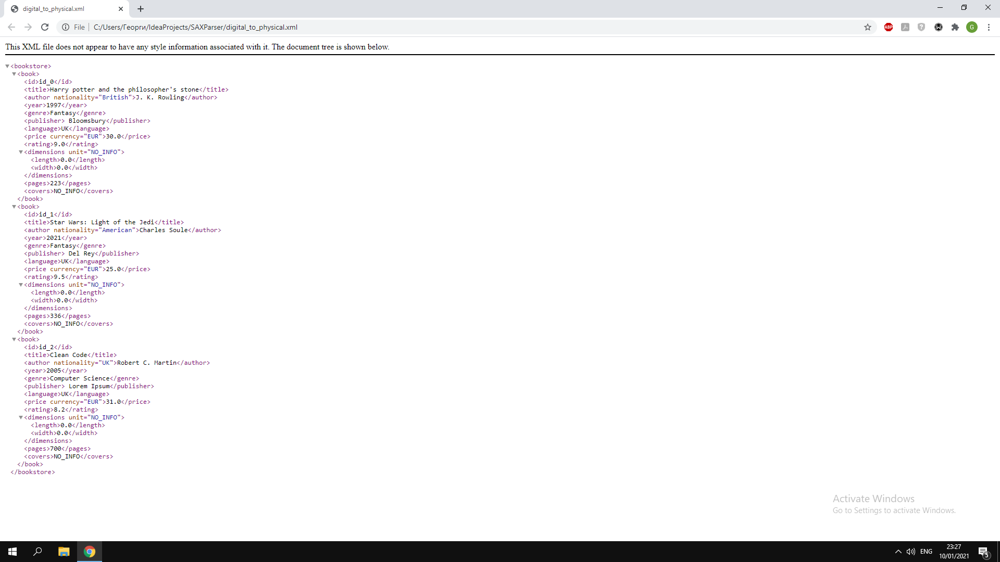 digital_to_physical.xml
File C:/Users/Георги/IdeaProjects/SAXParser/digital_to_physical.xml
ABP
G
This XML file does not appear to have any style information associated with it. The document tree is shown below.
<bookstore>
<book>
<id>id_0</id>
<title>Harry potter and the philosopher's stone</title>
<author nationality="British">J. K. Rowling</author>
<year>1997</year>
<genre>Fantasy</genre>
<publisher> Bloomsbury</publisher>
<language>UK</language>
<price currency="EUR">30.0</price>
<rating>9.0</rating>
<dimensions unit="NO_INFO">
<length>0.0</length>
<width>0.0</width>
</dimensions>
<pages>223</pages>
<covers>NO_INFO</covers>
</book>
<book>
<id>id_1</id>
<title>Star Wars: Light of the Jedi</title>
<author nationality="American">Charles Soule</author>
<year>2021</year>
<genre>Fantasy</genre>
<publisher> Del Rey</publisher>
<language>UK</language>
<price currency="EUR">25.0</price>
<rating>9.5</rating>
<dimensions unit="NO_INFO">
<length>0.0</length>
<width>0.0</width>
</dimensions>
<pages>336</pages>
<covers>NO_INFO</covers>
</book>
<book>
<id>id_2</id>
<title>Clean Code</title>
<author nationality="UK">Robert C. Martin</author>
<year>2005</year>
<genre>Computer Science</genre>
<publisher> Lorem Ipsum</publisher>
<language>UK</language>
<price currency="EUR">31.0</price>
<rating>8.2</rating>
<dimensions unit="NO_INFO">
<length>0.0</length>
<width>0.0</width>
</dimensions>
<pages>700</pages>
<covers>NO_INFO</covers>
</book>
</bookstore>
Activate Windows
Go to Settings to activate Windows.
ENG
23:27
10/01/2021
5